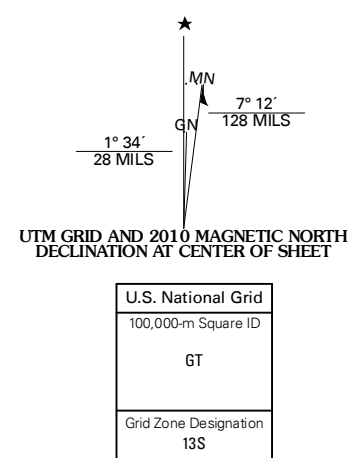 MN
7° 12´
128 MILS
GN
1° 34´
28 MILS
UTM GRID AND 2010 MAGNETIC NORTH
DECLINATION AT CENTER OF SHEET
U.S. National Grid
100,000-m Square ID
GT
Grid Zone Designation
13S